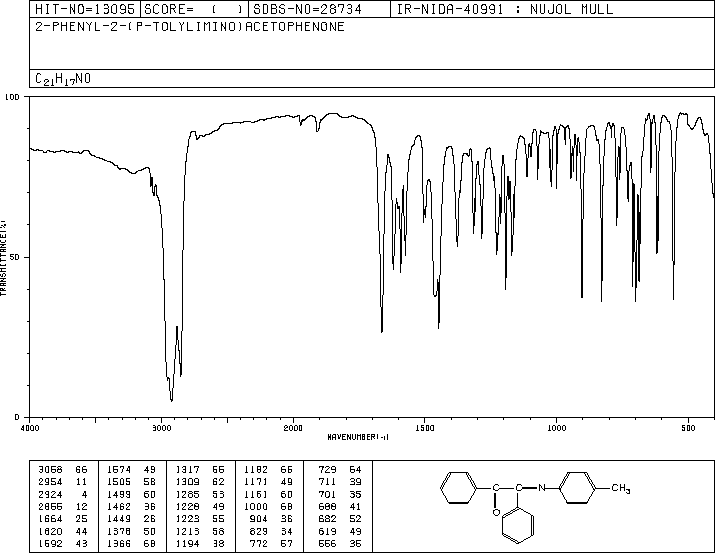 HIT-NO=13095 SCORE= ( ) SDBS-NO=28734 IR-NIDA-40991 : NUJOL MULL
2-PHENYL-2-(P-TOLYLIMINO)ACETOPHENONE
C21H17NO
100
50
0
TRANSMITTANCE(%)
4000 3000 2000 1500 1000 500
WAVENUMBER(-1)
3058 66 1574 49 1317 55 1182 66 729 64
2954 11 1505 58 1309 62 1171 49 711 39
2924 4 1499 60 1285 53 1161 60 701 35
2855 12 1462 36 1228 49 1000 68 688 41
1664 25 1449 26 1223 55 904 36 682 52
1620 44 1378 50 1213 58 829 34 619 49
1592 43 1366 68 1194 38 772 57 556 35
C C N CH3
O